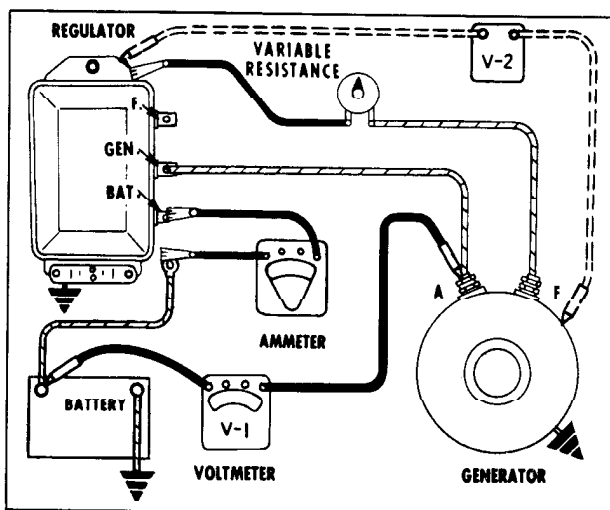 REGULATOR
VARIABLE
RESISTANCE
V-2
F.
GEN.
BAT.
A
F
AMMETER
BATTERY
V-1
VOLTMETER
GENERATOR